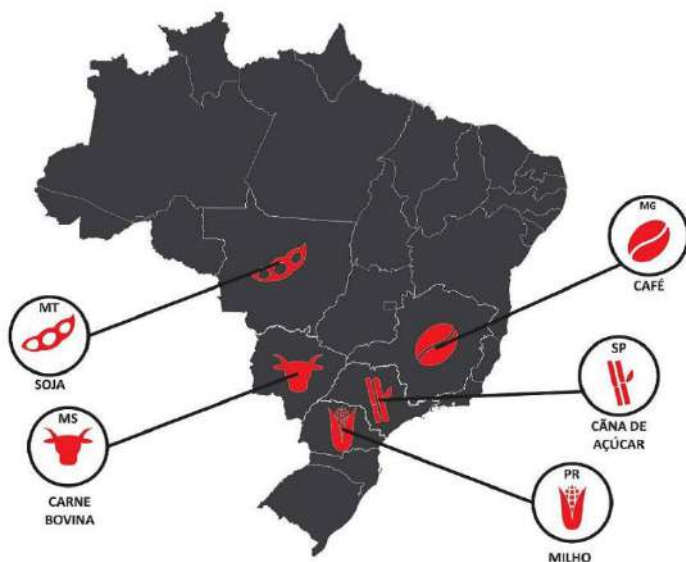 MG
CAFÉ
MT
SOJA
SP
CÃNA DE
AÇÚCAR
MS
CARNE
BOVINA
PR
MILHO